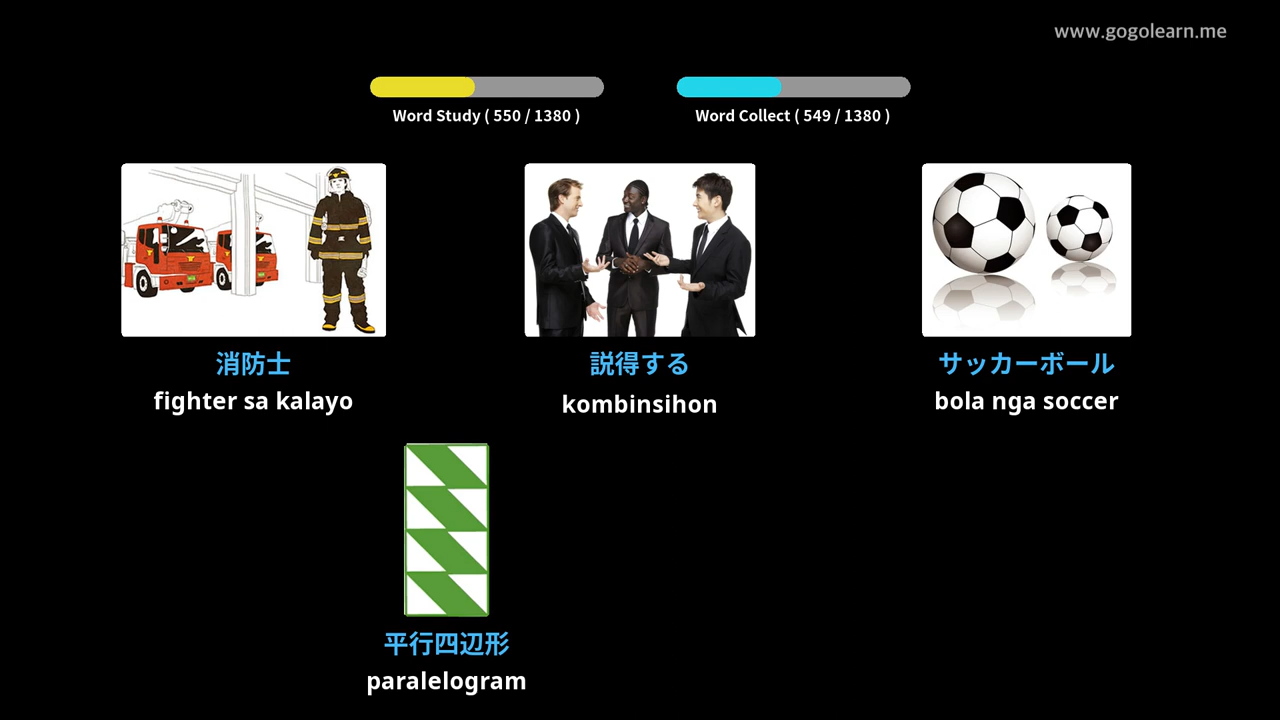 www.gogolearn.me
Word Study ( 550 / 1380 )
Word Collect ( 549 / 1380 )
消防士
fighter sa kalayo
説得する
kombinsihon
サッカーボール
bola nga soccer
平行四辺形
paralelogram